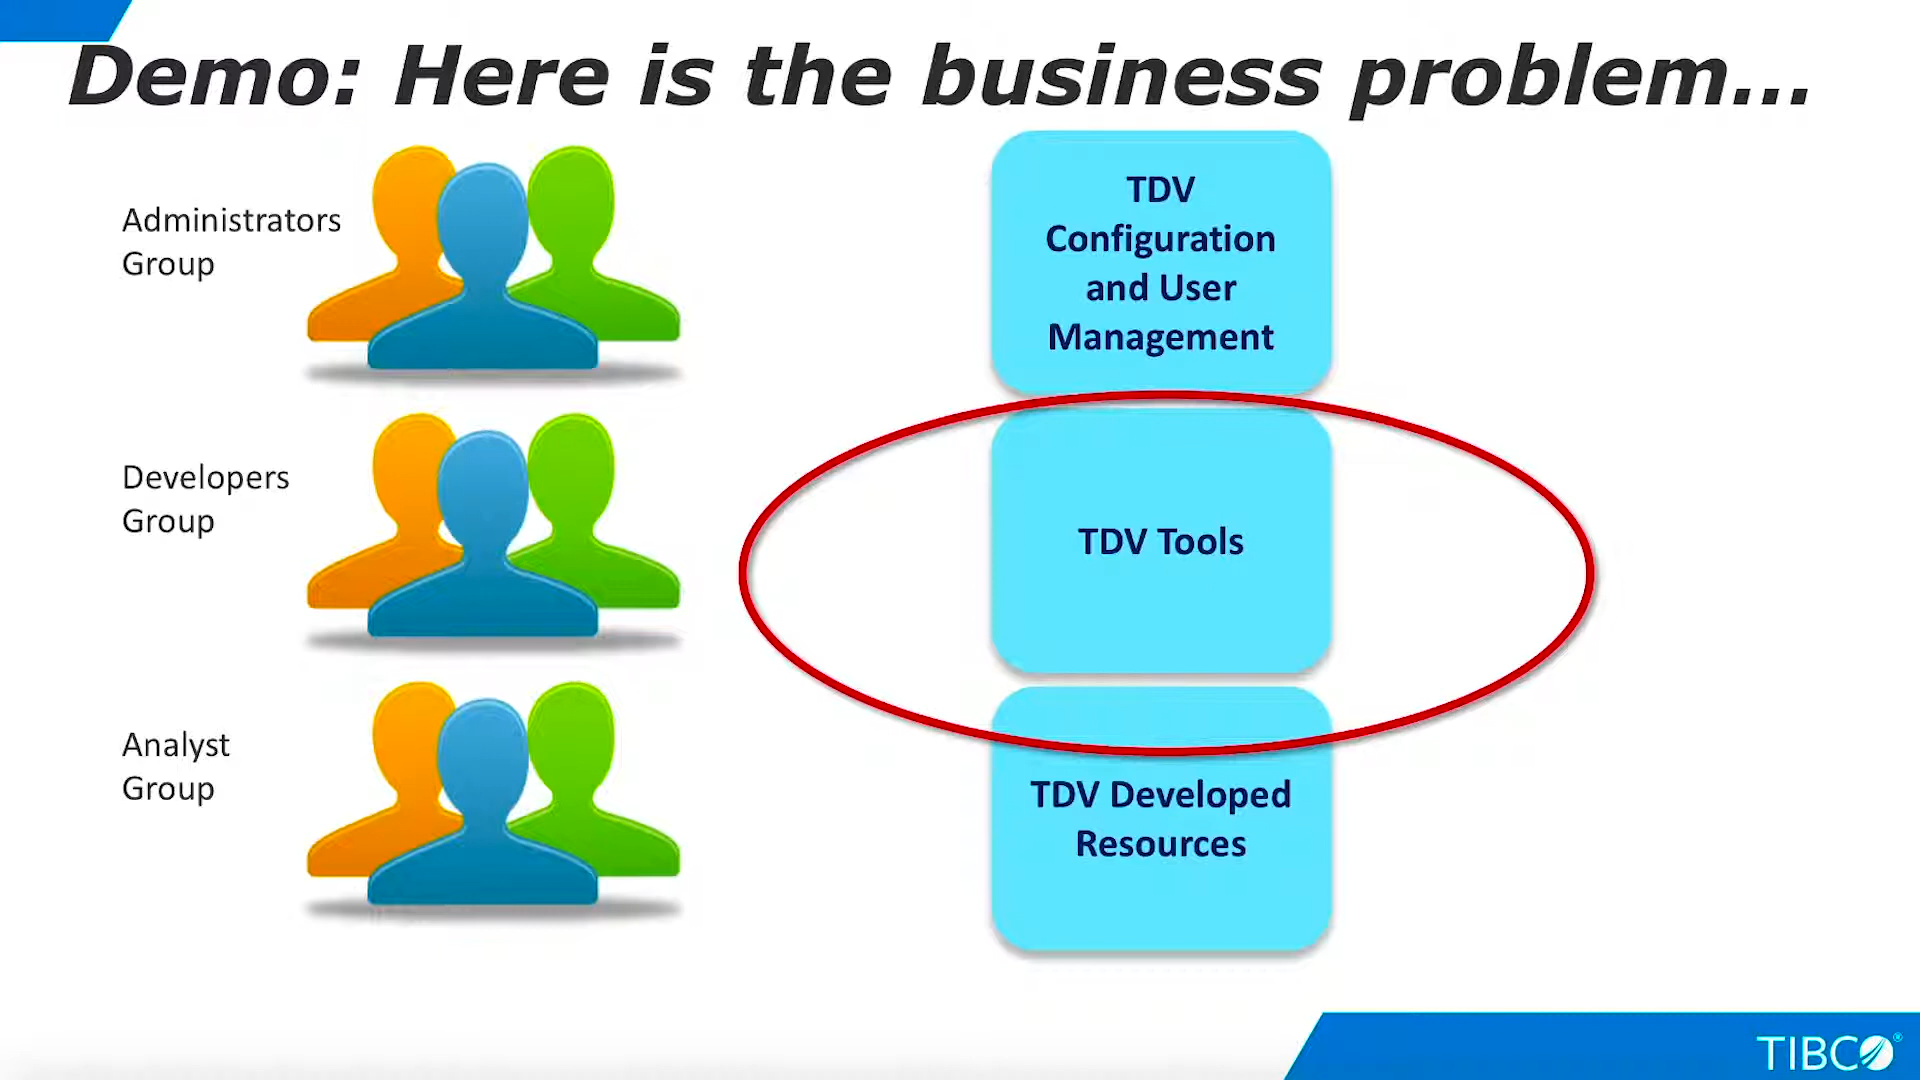 Demo: Here is the business problem...
Administrators
Group
TDV
Configuration
and User
Management
Developers
Group
TDV Tools
Analyst
Group
TDV Developed
Resources
TIBCO®